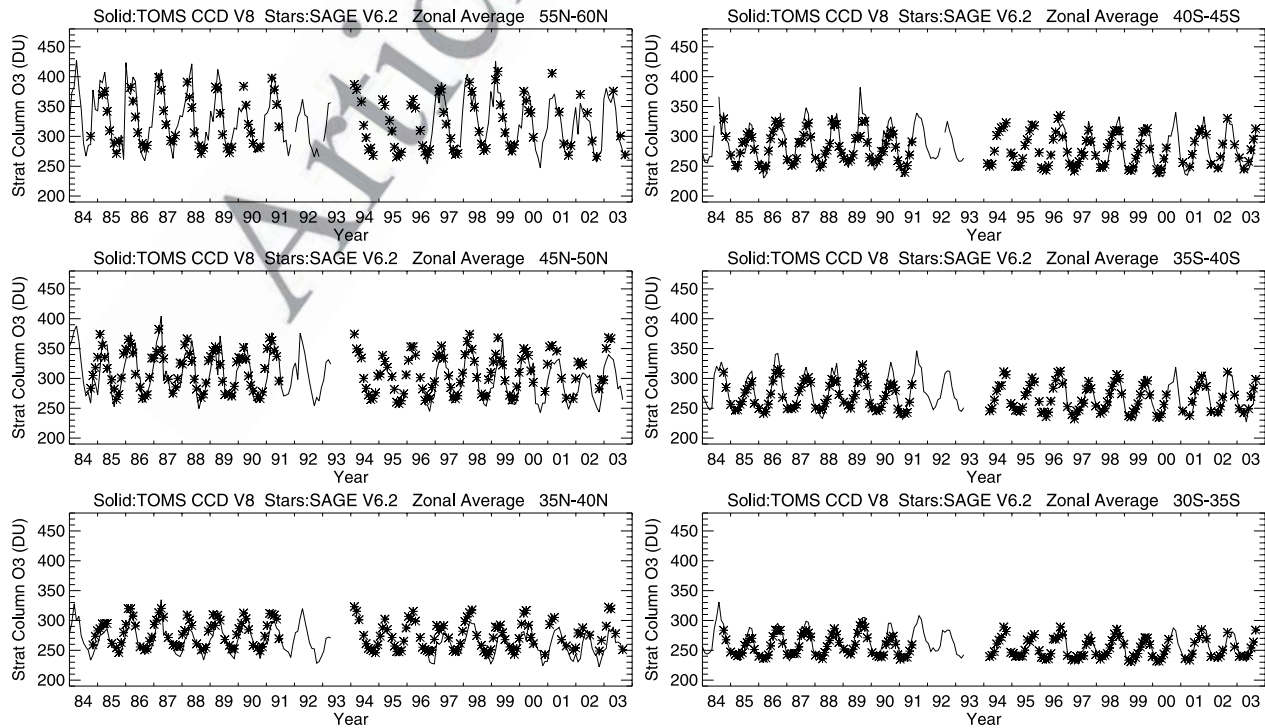 Solid:TOMS CCD V8 Stars:SAGE V6.2 Zonal Average 55N-60N
Strat Column O3 (DU)
450
400
350
300
250
200
84 85 86 87 88 89 90 91 92 93 94 95 96 97 98 99 00 01 02 03
Year
Solid:TOMS CCD V8 Stars:SAGE V6.2 Zonal Average 40S-45S
Strat Column O3 (DU)
450
400
350
300
250
200
84 85 86 87 88 89 90 91 92 93 94 95 96 97 98 99 00 01 02 03
Year
Solid:TOMS CCD V8 Stars:SAGE V6.2 Zonal Average 45N-50N
Strat Column O3 (DU)
450
400
350
300
250
200
84 85 86 87 88 89 90 91 92 93 94 95 96 97 98 99 00 01 02 03
Year
Solid:TOMS CCD V8 Stars:SAGE V6.2 Zonal Average 35S-40S
Strat Column O3 (DU)
450
400
350
300
250
200
84 85 86 87 88 89 90 91 92 93 94 95 96 97 98 99 00 01 02 03
Year
Solid:TOMS CCD V8 Stars:SAGE V6.2 Zonal Average 35N-40N
Strat Column O3 (DU)
450
400
350
300
250
200
84 85 86 87 88 89 90 91 92 93 94 95 96 97 98 99 00 01 02 03
Year
Solid:TOMS CCD V8 Stars:SAGE V6.2 Zonal Average 30S-35S
Strat Column O3 (DU)
450
400
350
300
250
200
84 85 86 87 88 89 90 91 92 93 94 95 96 97 98 99 00 01 02 03
Year